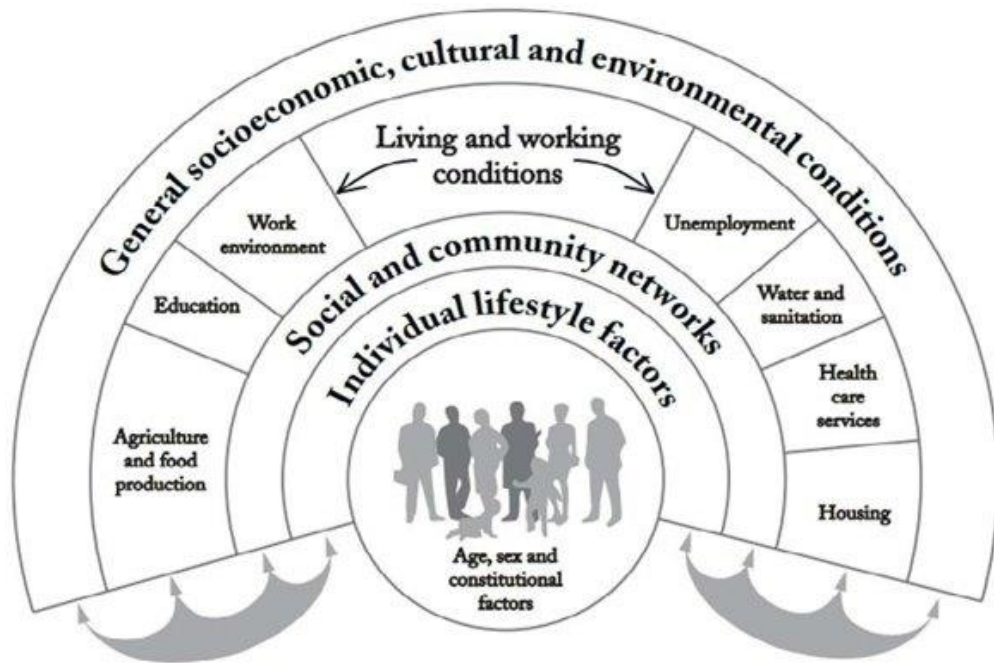 General socioeconomic, cultural and environmental conditions
Living and working
conditions
Work
environment
Unemployment
Education
Water and
sanitation
Agriculture
and food
production
Health
care
services
Housing
Social and community networks
Individual lifestyle factors
Age, sex and
constitutional
factors